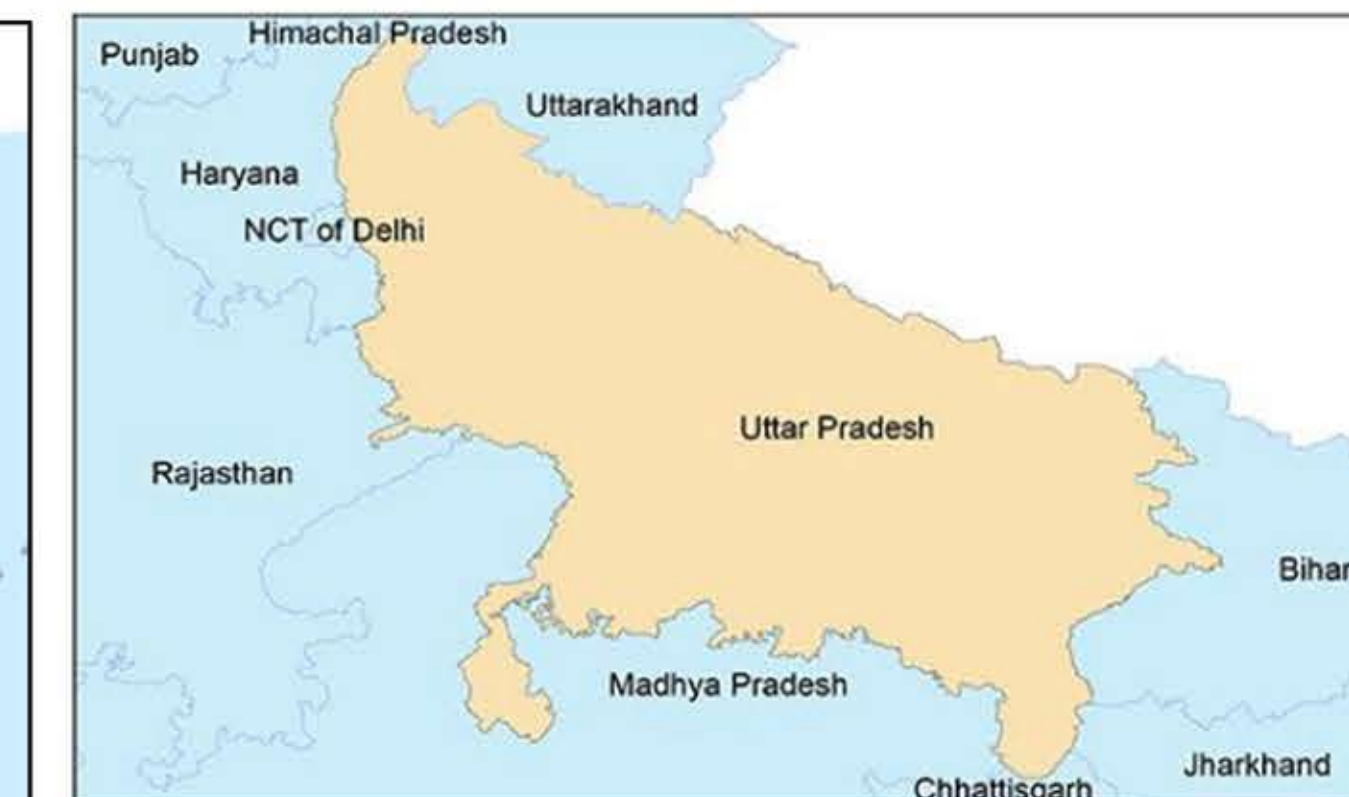 Himachal Pradesh
Punjab
Uttarakhand
Haryana
NCT of Delhi
Uttar Pradesh
Rajasthan
Bihar
Madhya Pradesh
Jharkhand
Chhattisgarh